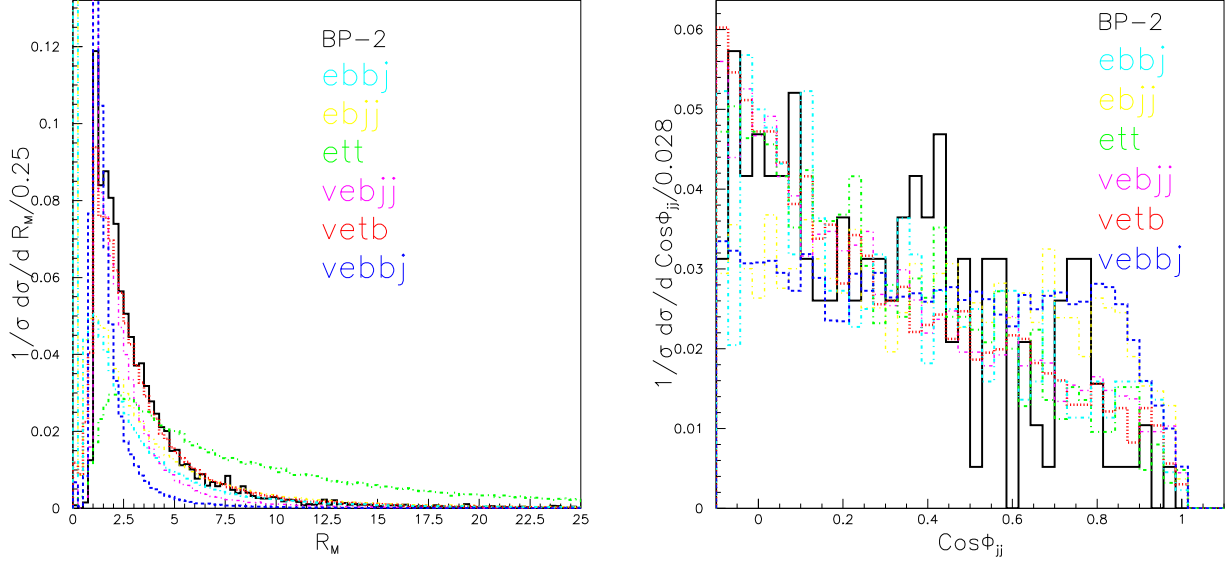 1/σ dσ/d R_M/0.25
0.12
0.1
0.08
0.06
0.04
0.02
0
BP-2
ebbj
ebjj
ett
vebjj
vetb
vebbj
0 2.5 5 7.5 10 12.5 15 17.5 20 22.5 25
R_M
1/σ dσ/d CosΦ_jj/0.028
0.06
0.05
0.04
0.03
0.02
0.01
0
BP-2
ebbj
ebjj
ett
vebjj
vetb
vebbj
0 0.2 0.4 0.6 0.8 1
CosΦ_jj